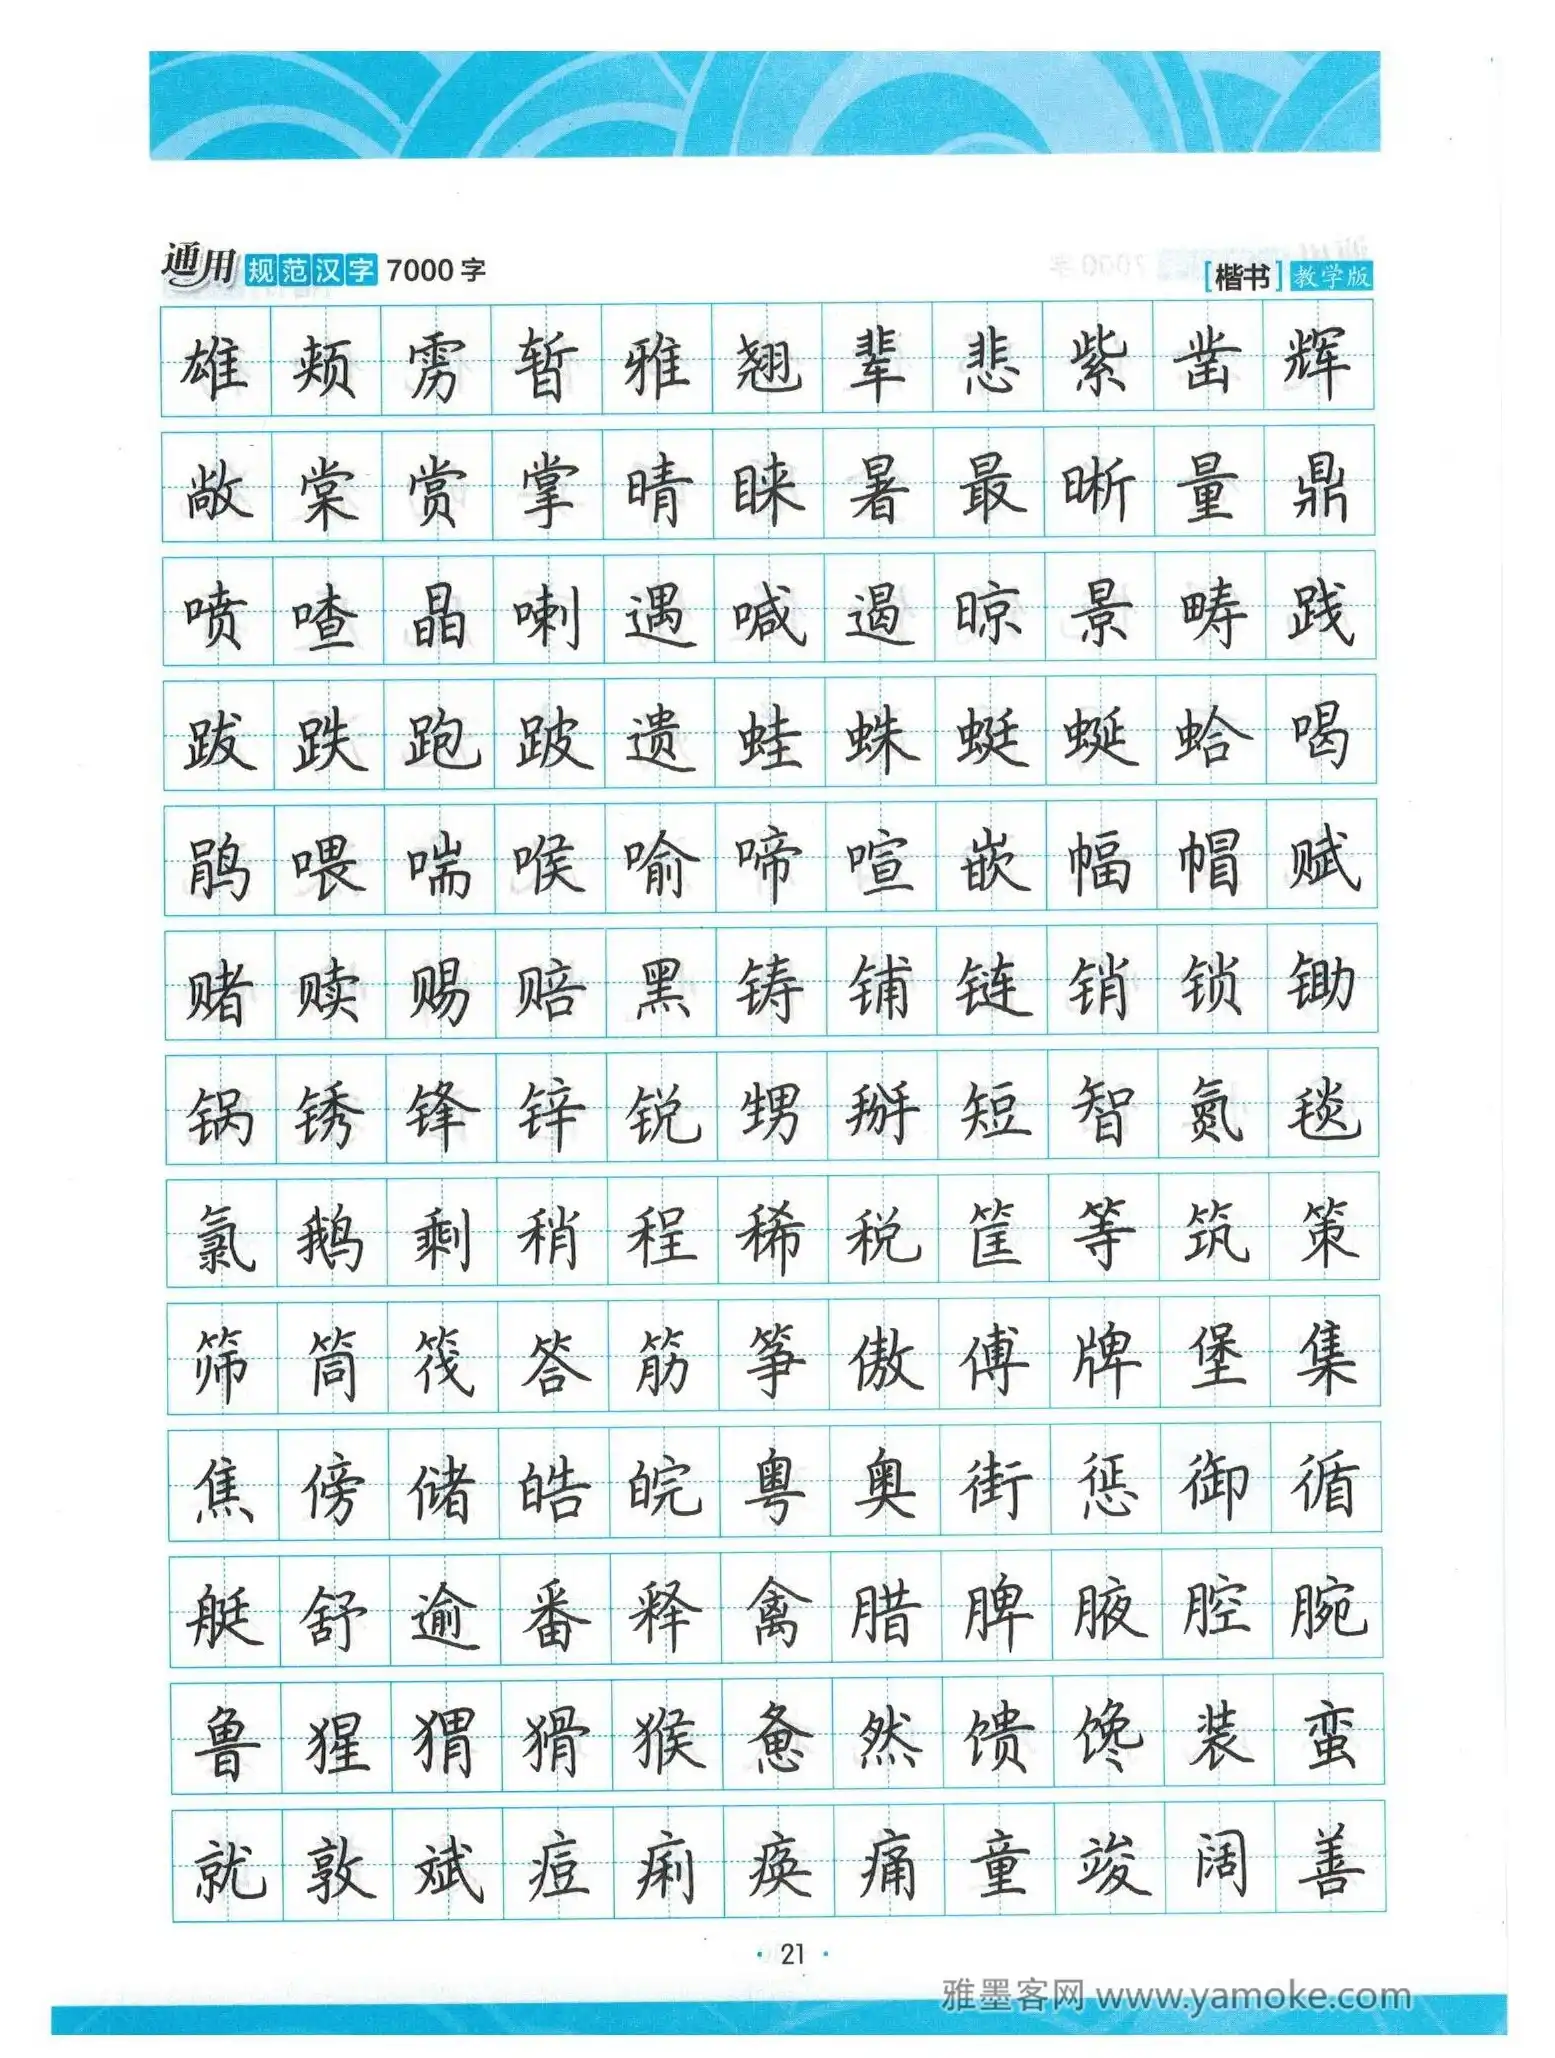 通用规范汉字 7000字 [楷书] 教学版
雄 颊 雳 暂 雅 翘 辈 悲 紫 凿 辉
敞 棠 赏 掌 晴 睐 暑 最 晰 量 鼎
喷 喳 晶 喇 遇 喊 遏 晾 景 畴 践
跋 跌 跑 跛 遗 蛙 蛛 蜓 蜒 蛤 喝
鹃 喂 喘 喉 喻 啼 喧 嵌 幅 帽 赋
赌 赎 赐 赔 黑 铸 铺 链 销 锁 锄
锅 锈 锋 锌 锐 甥 掰 短 智 氮 毯
氯 鹅 剩 稍 程 稀 税 筐 等 筑 策
筛 筒 筏 答 筋 筝 傲 傅 牌 堡 集
焦 傍 储 皓 皖 粤 奥 街 惩 御 循
艇 舒 逾 番 释 禽 腊 脾 腋 腔 腕
鲁 猩 猬 猾 猴 惫 然 馈 馋 装 蛮
就 敦 斌 痘 痢 痪 痛 童 竣 阔 善
· 21 ·
雅墨客网 www.yamoke.com